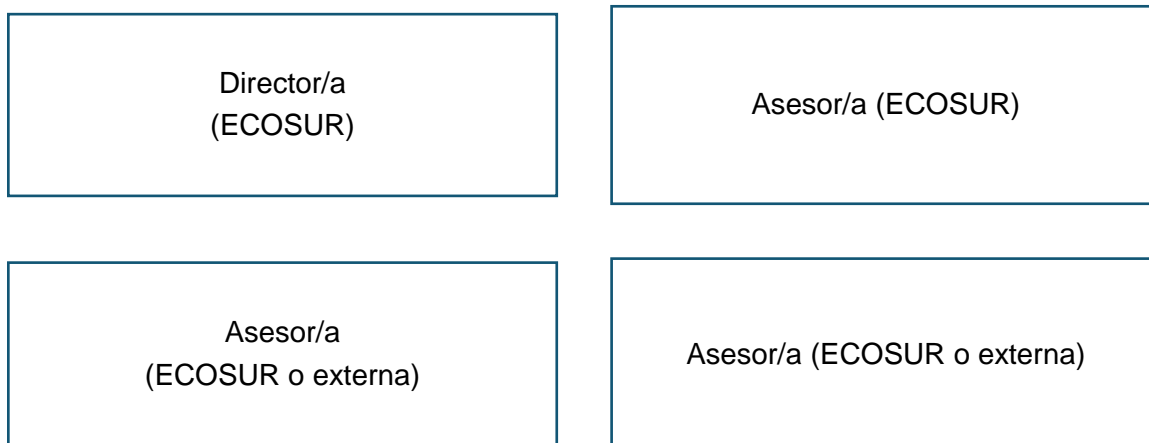 Director/a
(ECOSUR)
Asesor/a (ECOSUR)
Asesor/a
(ECOSUR o externa)
Asesor/a (ECOSUR o externa)